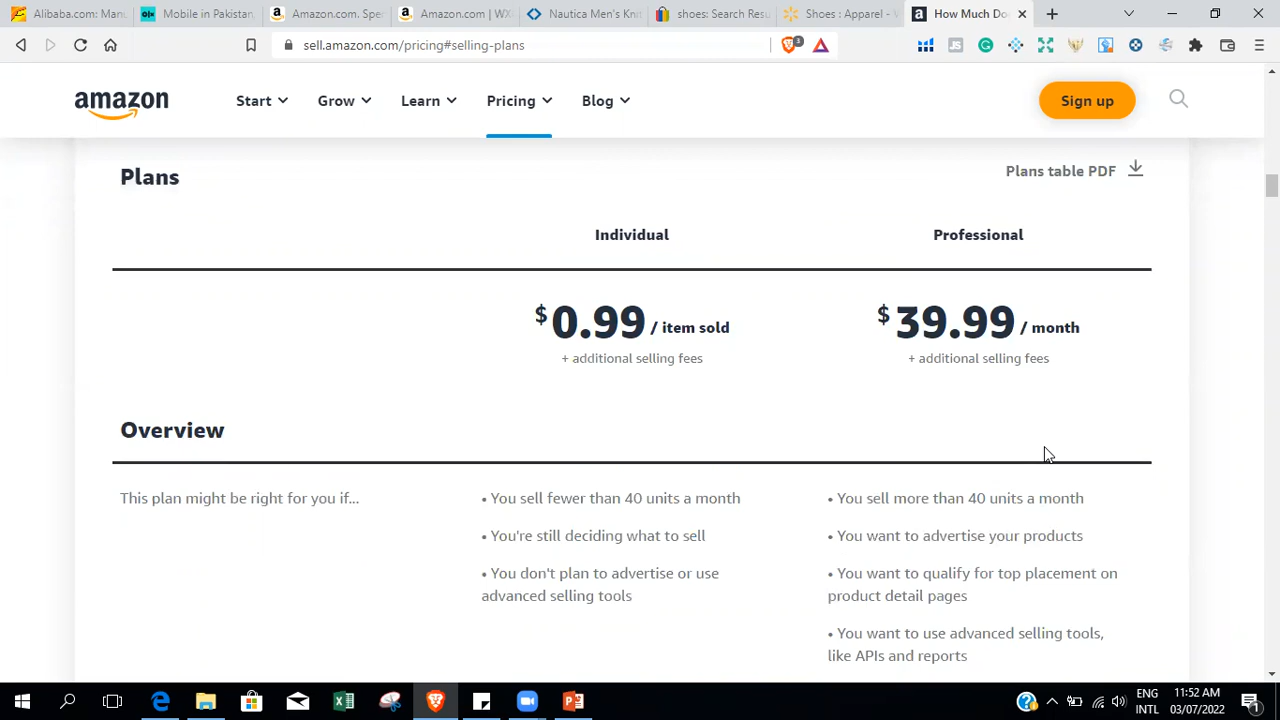 Alibaba.com: Manu
Mobile in Pakistan,
Amazon.com. Spe
Amazon.com | WX
Nautica Men's Knit
shoes: Search Resu
Shoes : Apparel - W
How Much Do
sell.amazon.com/pricing#selling-plans
3
JS
amazon
Start
Grow
Learn
Pricing
Blog
Sign up
Plans
Plans table PDF
Individual
Professional
$0.99 / item sold
$39.99 / month
+ additional selling fees
+ additional selling fees
Overview
This plan might be right for you if...
• You sell fewer than 40 units a month
• You're still deciding what to sell
• You don't plan to advertise or use
advanced selling tools
• You sell more than 40 units a month
• You want to advertise your products
• You want to qualify for top placement on
product detail pages
• You want to use advanced selling tools,
like APIs and reports
ENG
INTL
11:52 AM
03/07/2022
1